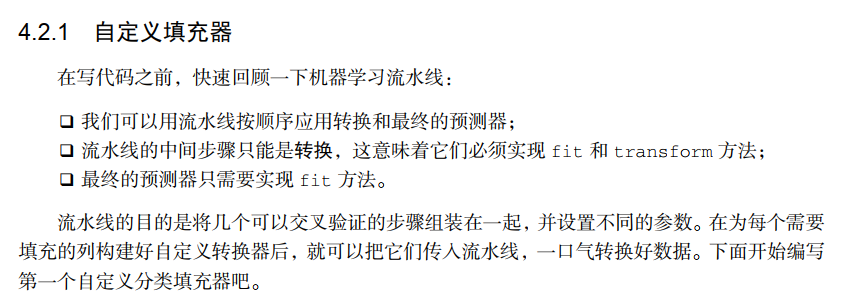 4.2.1 自定义填充器
在写代码之前，快速回顾一下机器学习流水线：
❑ 我们可以用流水线按顺序应用转换和最终的预测器；
❑ 流水线的中间步骤只能是转换，这意味着它们必须实现 fit 和 transform 方法；
❑ 最终的预测器只需要实现 fit 方法。
流水线的目的是将几个可以交叉验证的步骤组装在一起，并设置不同的参数。在为每个需要
填充的列构建好自定义转换器后，就可以把它们传入流水线，一口气转换好数据。下面开始编写
第一个自定义分类填充器吧。